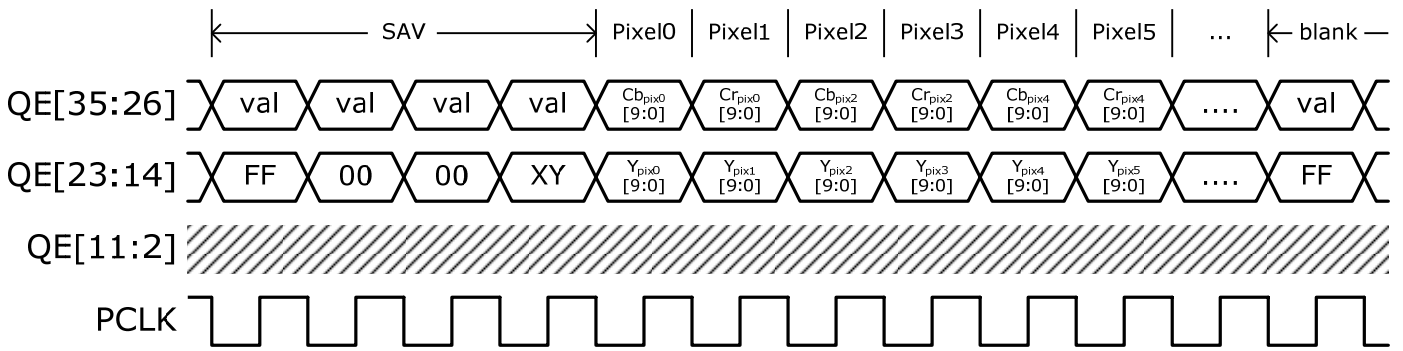 SAV Pixel0 Pixel1 Pixel2 Pixel3 Pixel4 Pixel5 ... blank
QE[35:26] val val val val Cbpix0 [9:0] Crpix0 [9:0] Cbpix2 [9:0] Crpix2 [9:0] Cbpix4 [9:0] Crpix4 [9:0] .... val
QE[23:14] FF 00 00 XY Ypix0 [9:0] Ypix1 [9:0] Ypix2 [9:0] Ypix3 [9:0] Ypix4 [9:0] Ypix5 [9:0] .... FF
QE[11:2]
PCLK